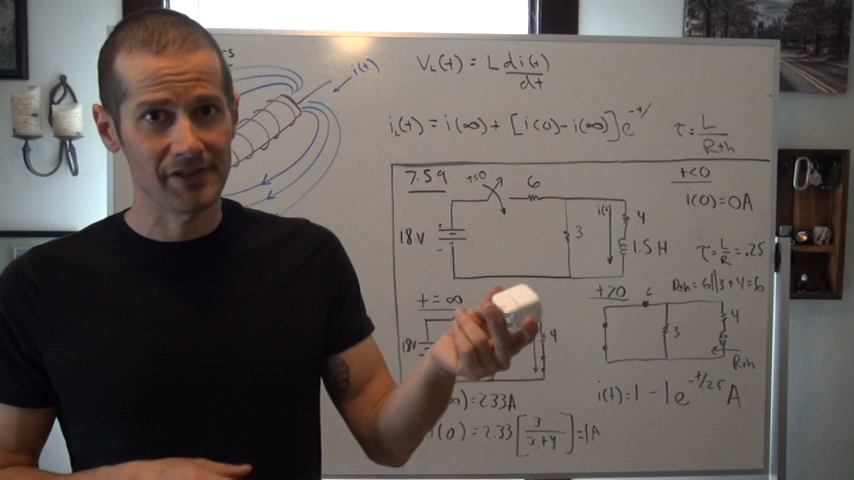 i(t)
V_L(t) = L di(t)/dt
i_L(t) = i(∞) + [i(0) - i(∞)] e^-t/
τ = L/Rth
7.59
t=0
6
18V
3
i(t)
4
1.5H
t<0
i(0)=0A
τ=L/R=.25
Rth=6||3+4=6Ω
t=∞
18V
4
t>0
6
3
4
Rth
)=2.33A
(0)=2.33[3/3+4]=1A
i(t)=1-1e^-t/.25 A